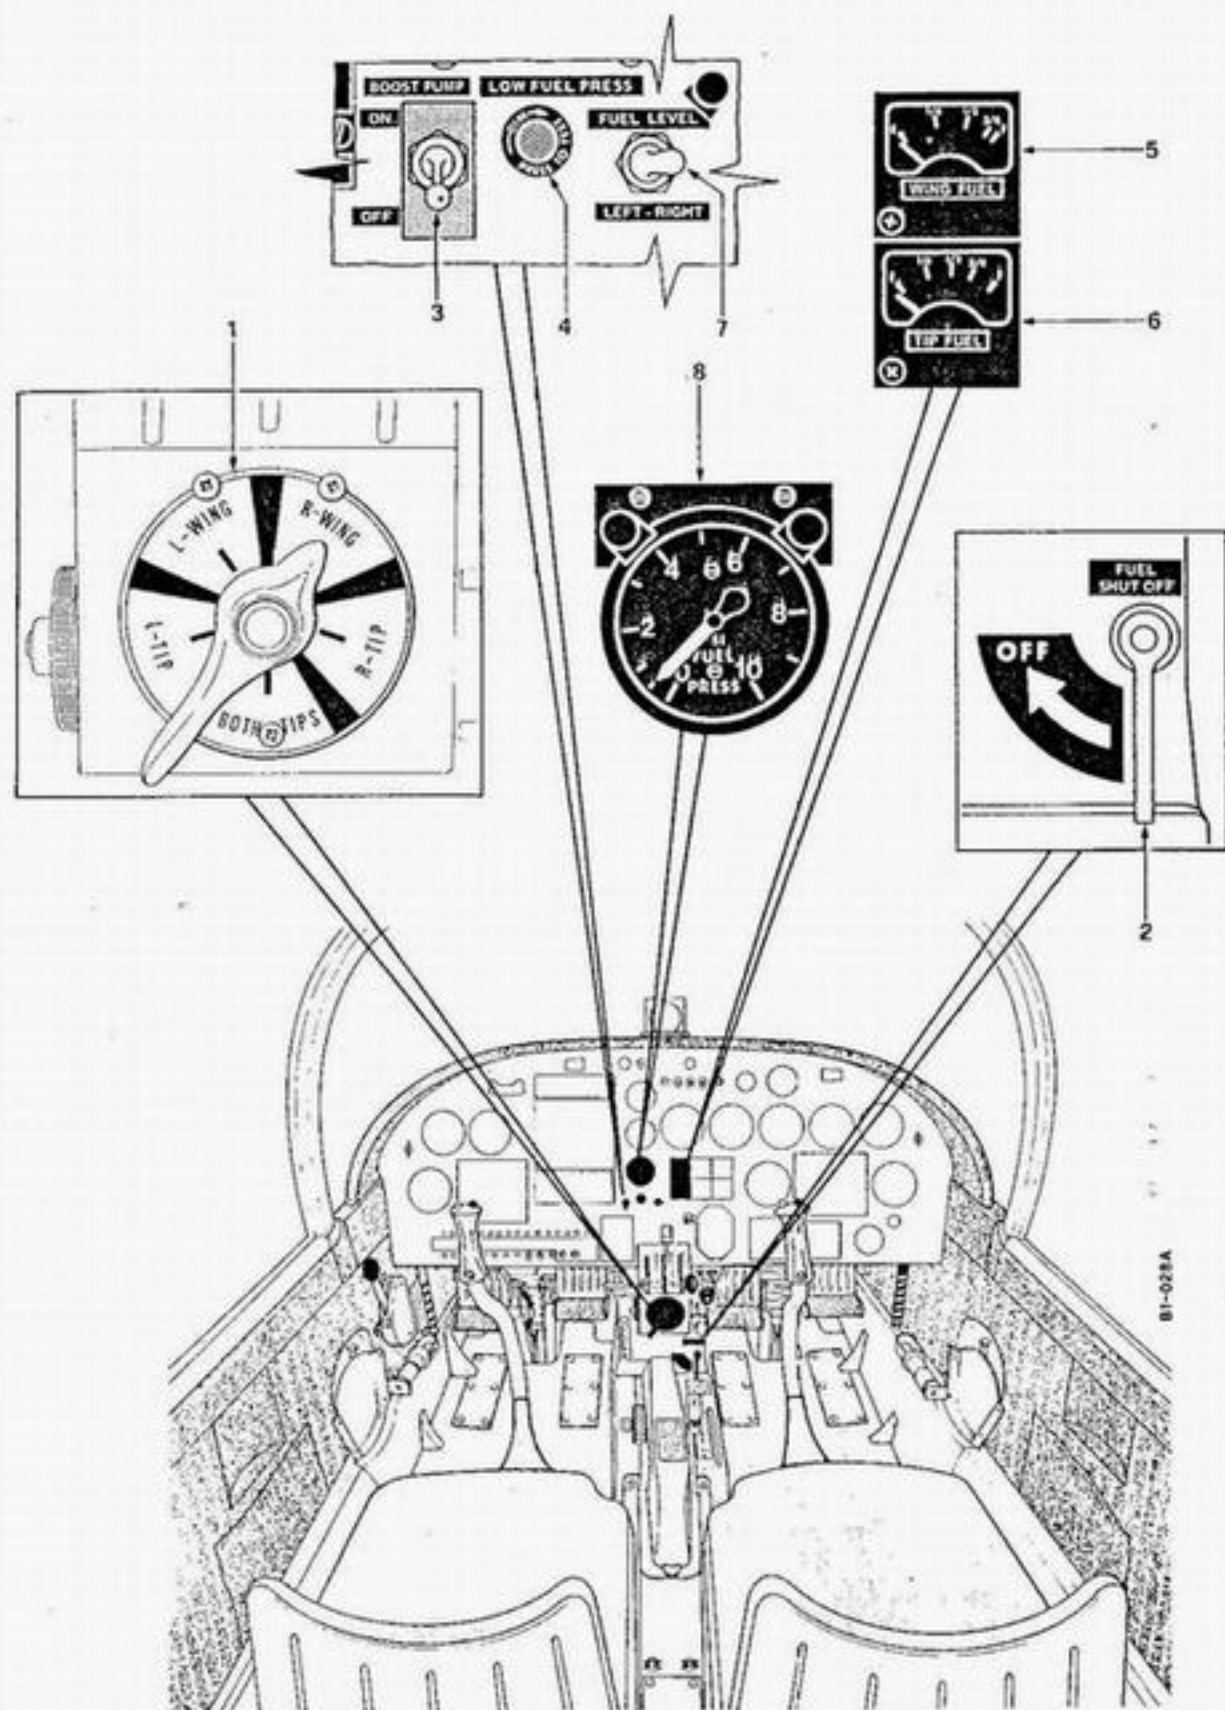 BOOST PUMP
LOW FUEL PRESS
ON
FUEL LEVEL
OFF
LEFT - RIGHT
3
4
7
WING FUEL
5
TIP FUEL
6
1
L-WING
R-WING
L-TIP
R-TIP
BOTH TIPS
8
2
4
6
8
0
10
FUEL
PRESS
FUEL
SHUT OFF
OFF
2
B1-028A